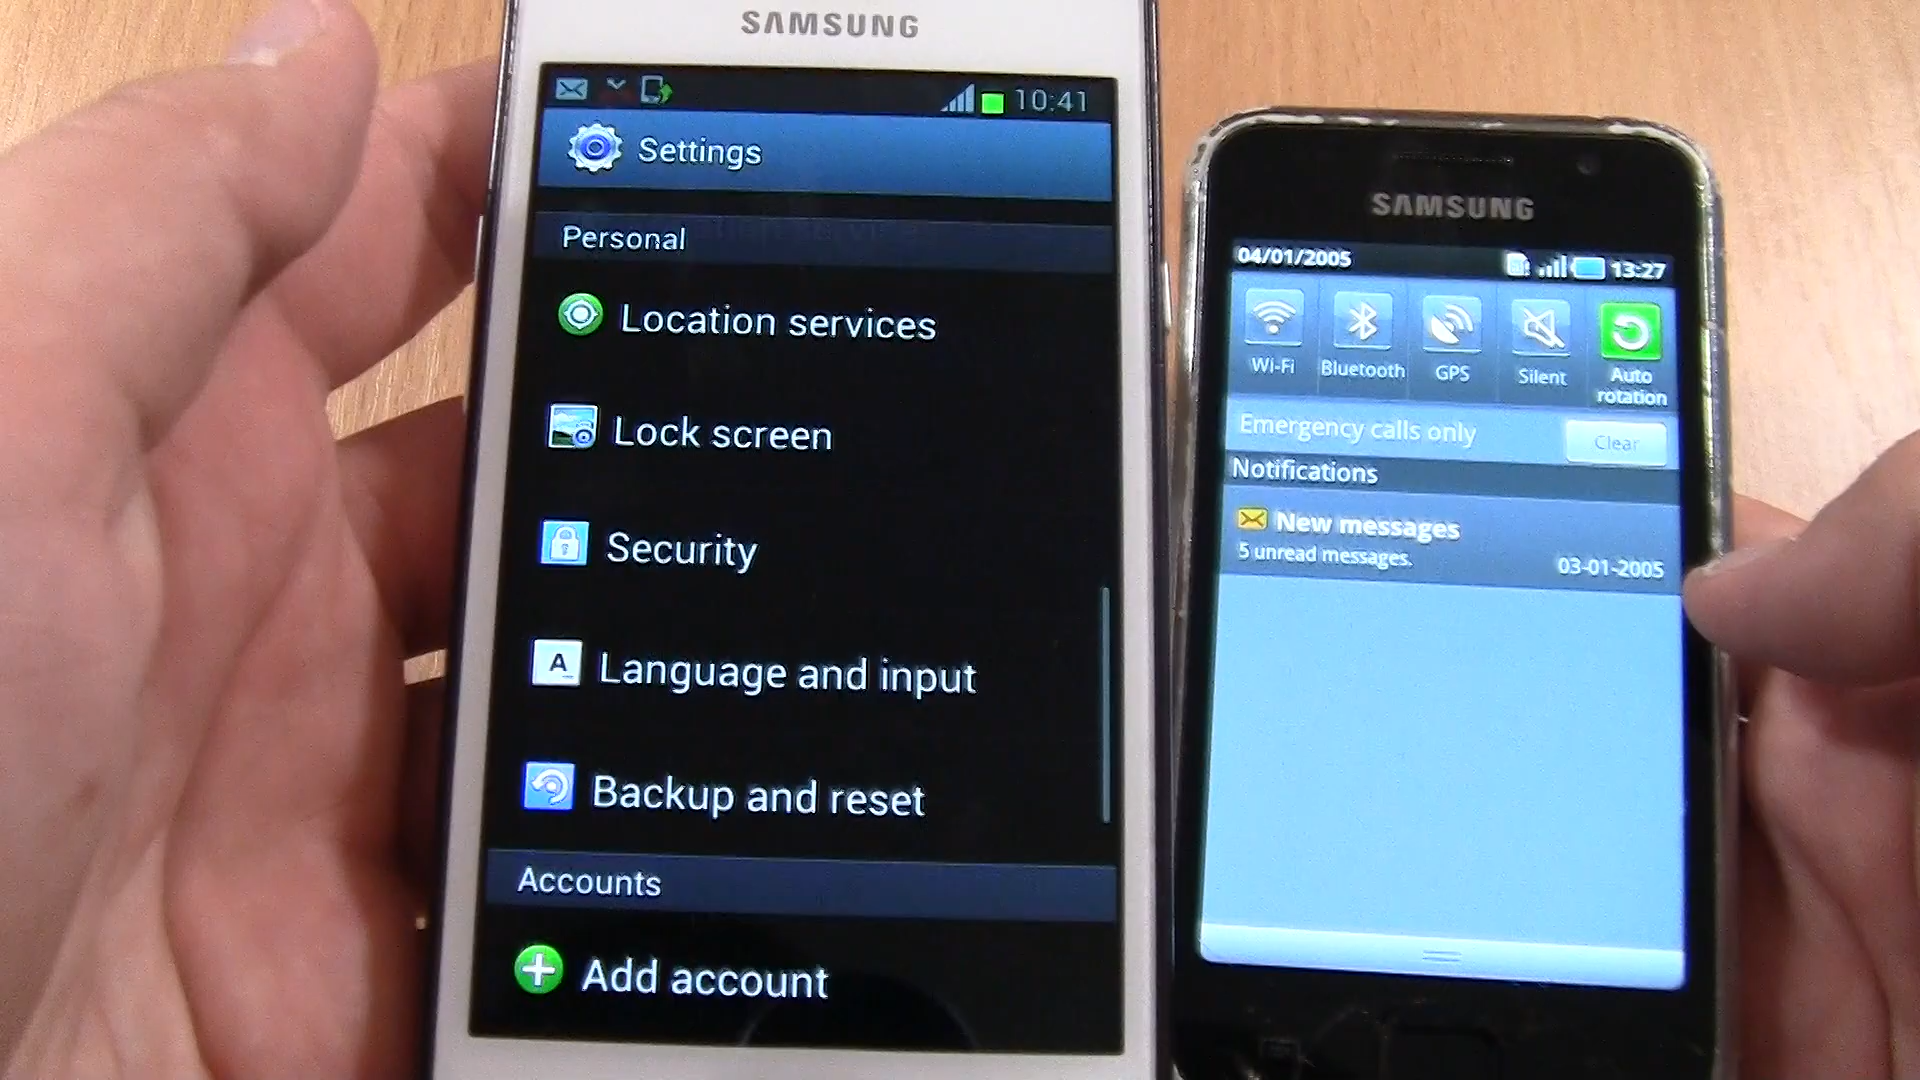 SAMSUNG
10:41
Settings
Personal
Location services
Lock screen
Security
A Language and input
Backup and reset
Accounts
Add account
SAMSUNG
04/01/2005 13:27
Wi-Fi Bluetooth GPS Silent Auto rotation
Emergency calls only Clear
Notifications
New messages
5 unread messages. 03-01-2005